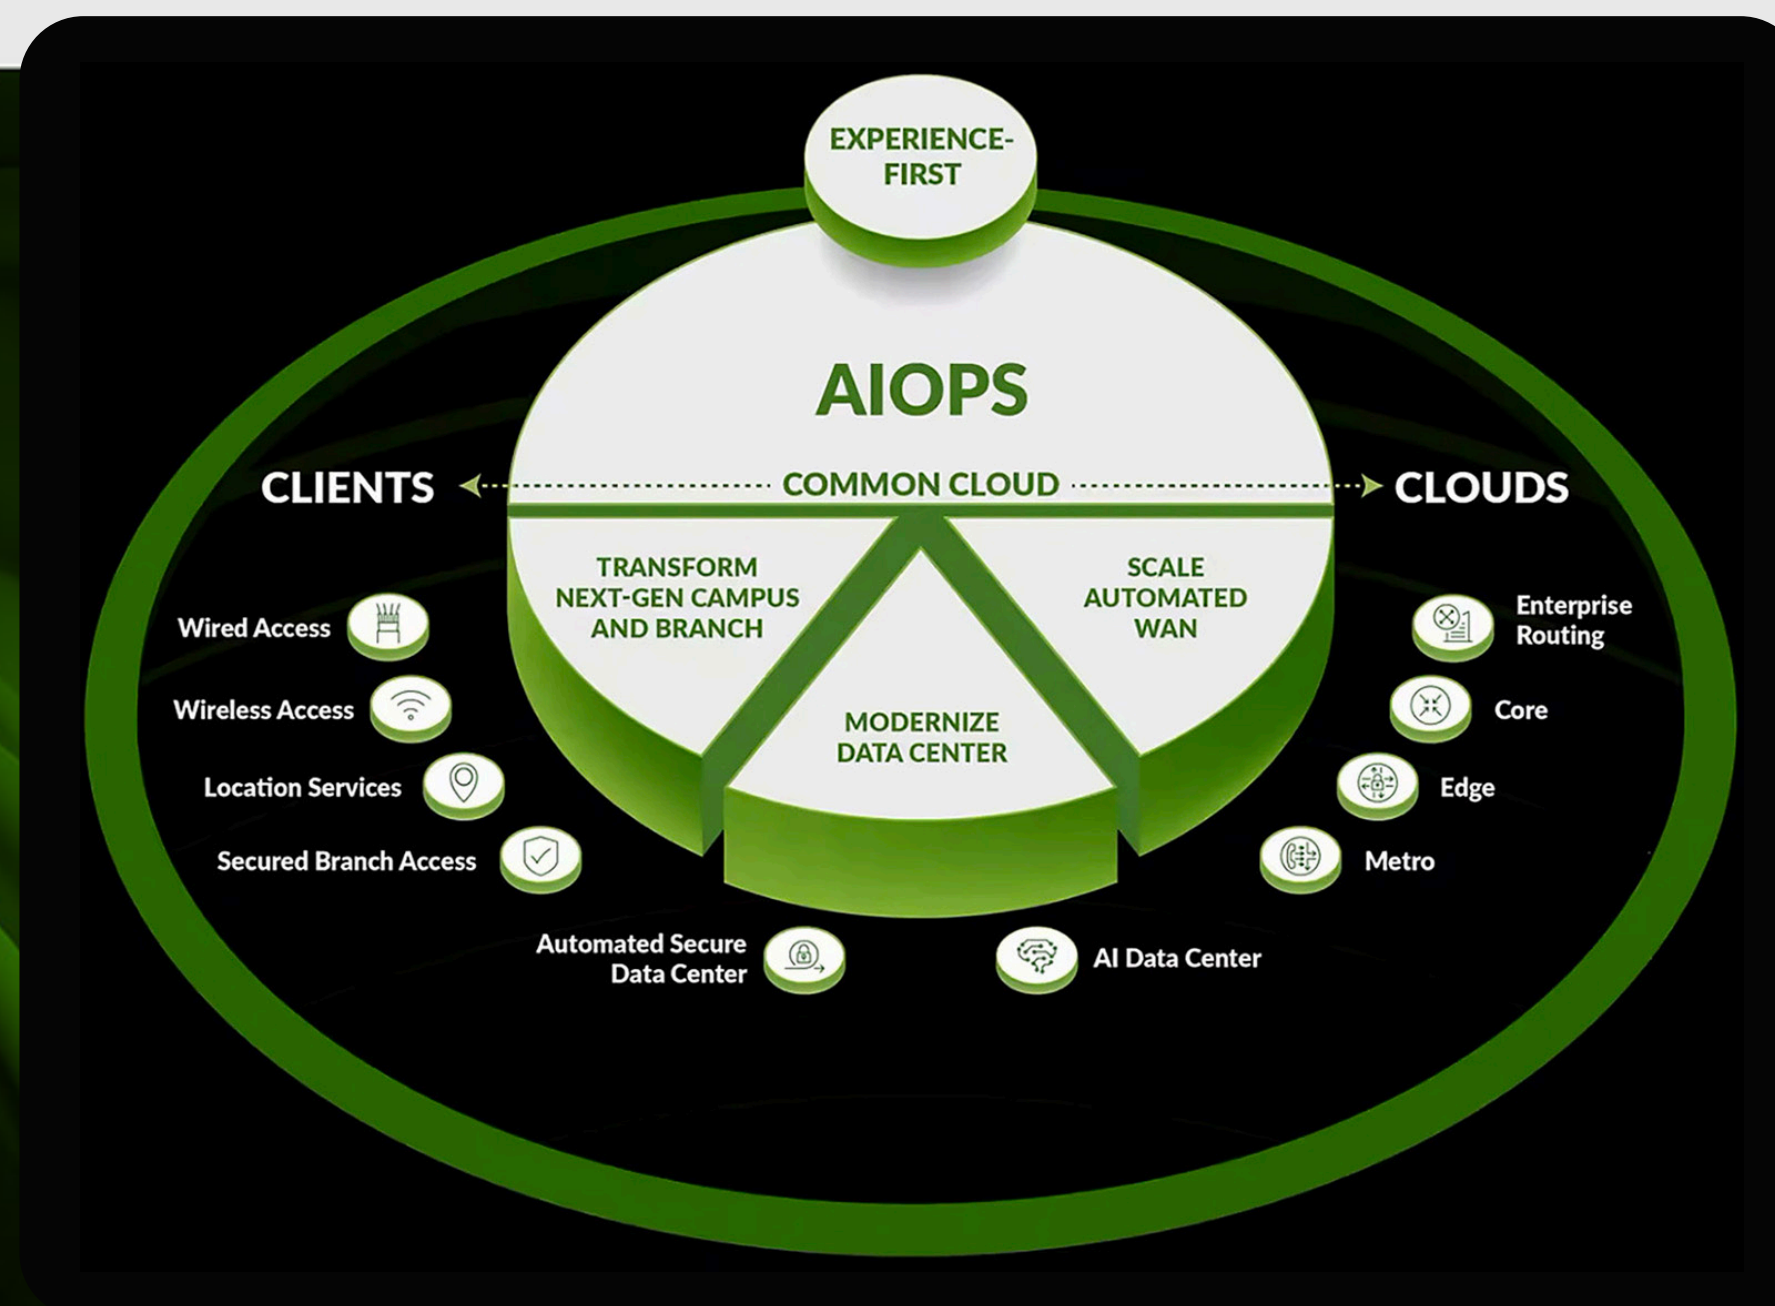 EXPERIENCE-
FIRST
AIOPS
CLIENTS
COMMON CLOUD
CLOUDS
TRANSFORM
NEXT-GEN CAMPUS
AND BRANCH
SCALE
AUTOMATED
WAN
MODERNIZE
DATA CENTER
Wired Access
Wireless Access
Location Services
Secured Branch Access
Automated Secure
Data Center
AI Data Center
Enterprise
Routing
Core
Edge
Metro